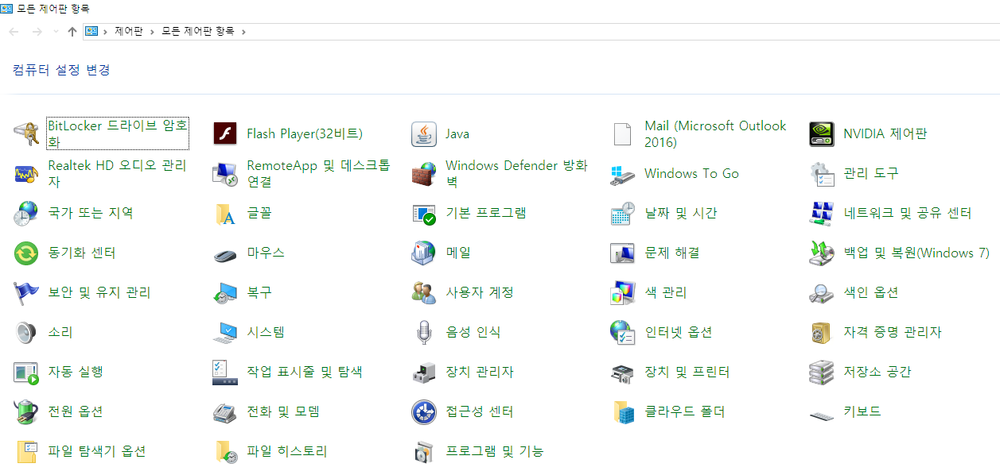 모든 제어판 항목
제어판 모든 제어판 항목
컴퓨터 설정 변경
BitLocker 드라이브 암호
화
Flash Player(32비트)
Java
Mail (Microsoft Outlook
2016)
NVIDIA 제어판
Realtek HD 오디오 관리
자
RemoteApp 및 데스크톱
연결
Windows Defender 방화
벽
Windows To Go
관리 도구
국가 또는 지역
글꼴
기본 프로그램
날짜 및 시간
네트워크 및 공유 센터
동기화 센터
마우스
메일
문제 해결
백업 및 복원(Windows 7)
보안 및 유지 관리
복구
사용자 계정
색 관리
색인 옵션
소리
시스템
음성 인식
인터넷 옵션
자격 증명 관리자
자동 실행
작업 표시줄 및 탐색
장치 관리자
장치 및 프린터
저장소 공간
전원 옵션
전화 및 모뎀
접근성 센터
클라우드 폴더
키보드
파일 탐색기 옵션
파일 히스토리
프로그램 및 기능